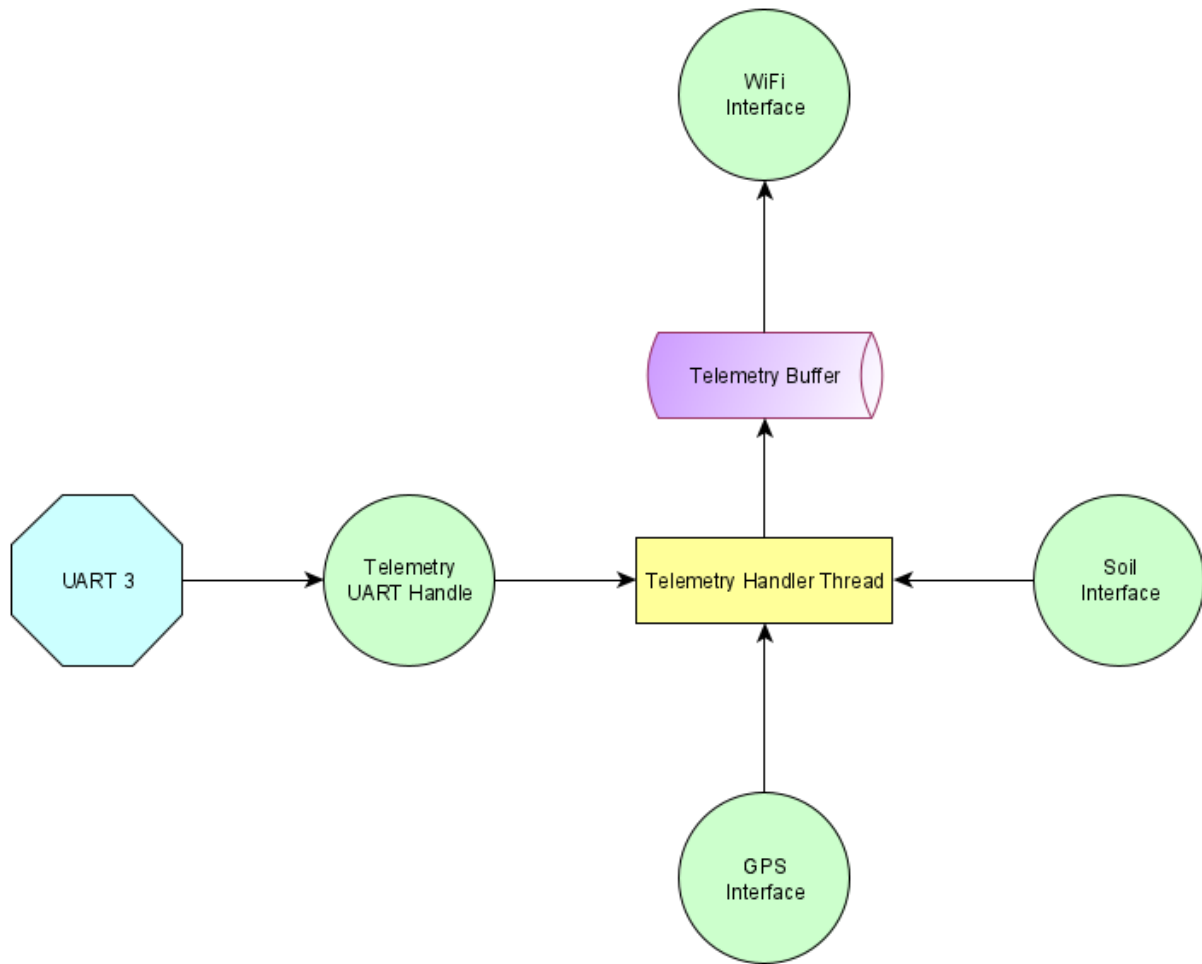 WiFi
Interface
Telemetry Buffer
UART 3
Telemetry
UART Handle
Telemetry Handler Thread
Soil
Interface
GPS
Interface